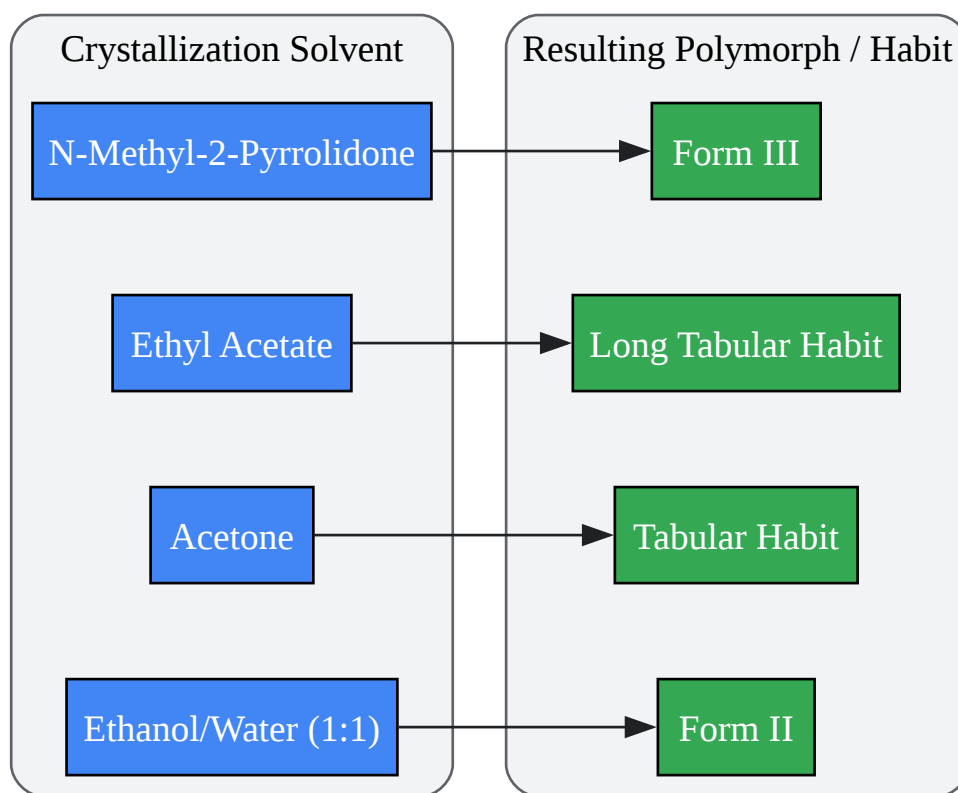 Crystallization Solvent
Resulting Polymorph / Habit
N-Methyl-2-Pyrrolidone
Form III
Ethyl Acetate
Long Tabular Habit
Acetone
Tabular Habit
Ethanol/Water (1:1)
Form II